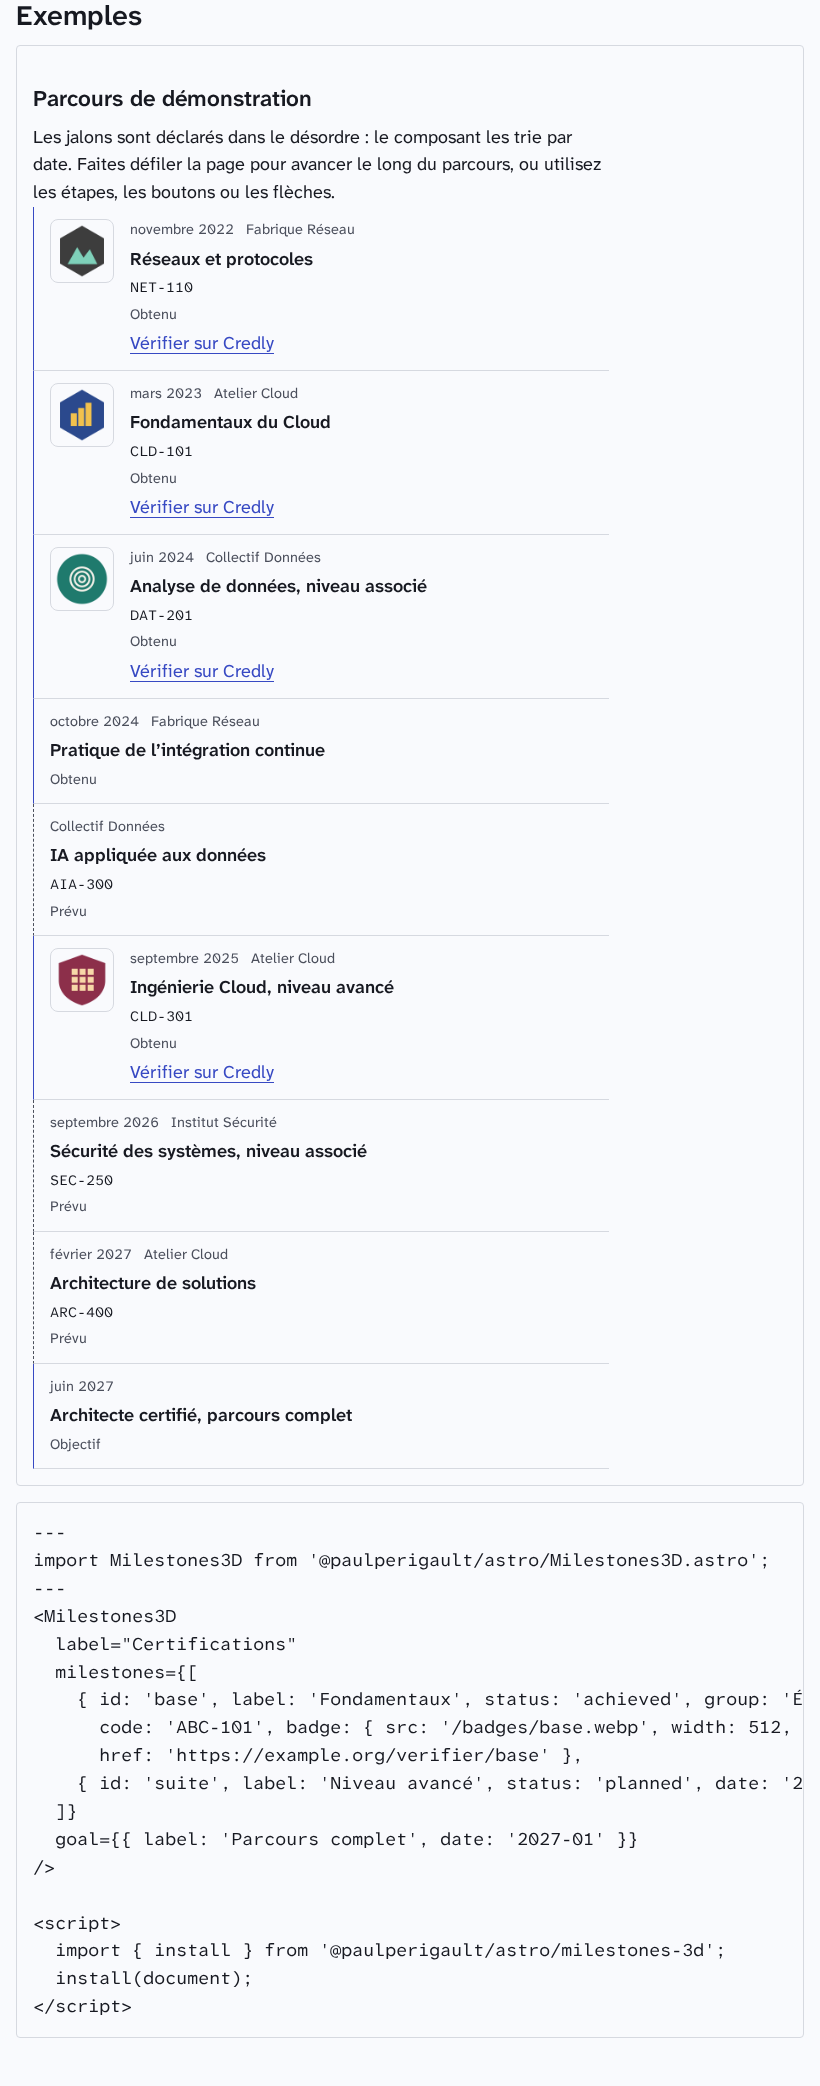 Exemples
Parcours de démonstration
Les jalons sont déclarés dans le désordre : le composant les trie par
date. Faites défiler la page pour avancer le long du parcours, ou utilisez
les étapes, les boutons ou les flèches.
novembre 2022 Fabrique Réseau
Réseaux et protocoles
NET-110
Obtenu
Vérifier sur Credly
mars 2023 Atelier Cloud
Fondamentaux du Cloud
CLD-101
Obtenu
Vérifier sur Credly
juin 2024 Collectif Données
Analyse de données, niveau associé
DAT-201
Obtenu
Vérifier sur Credly
octobre 2024 Fabrique Réseau
Pratique de l’intégration continue
Obtenu
Collectif Données
IA appliquée aux données
AIA-300
Prévu
septembre 2025 Atelier Cloud
Ingénierie Cloud, niveau avancé
CLD-301
Obtenu
Vérifier sur Credly
septembre 2026 Institut Sécurité
Sécurité des systèmes, niveau associé
SEC-250
Prévu
février 2027 Atelier Cloud
Architecture de solutions
ARC-400
Prévu
juin 2027
Architecte certifié, parcours complet
Objectif
---
import Milestones3D from '@paulperigault/astro/Milestones3D.astro';
---
<Milestones3D
  label="Certifications"
  milestones={[
    { id: 'base', label: 'Fondamentaux', status: 'achieved', group: 'É
      code: 'ABC-101', badge: { src: '/badges/base.webp', width: 512,
      href: 'https://example.org/verifier/base' },
    { id: 'suite', label: 'Niveau avancé', status: 'planned', date: '2
  ]}
  goal={{ label: 'Parcours complet', date: '2027-01' }}
/>

<script>
  import { install } from '@paulperigault/astro/milestones-3d';
  install(document);
</script>